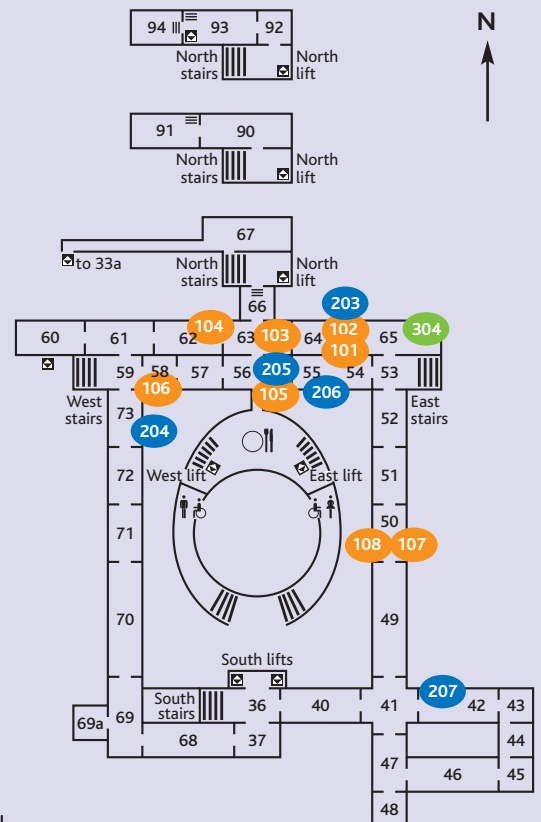 94 93 92
N
North stairs
North lift
91 90
North stairs
North lift
67
to 33a
North stairs
North lift
66
203
60 61 62 104 63 103 64 102 65 304
101
59 58 57 56 205 55 54 53
106 105 206
West stairs
East stairs
73 52
204
72 West lift East lift 51
71 50
108 107
70 49
South lifts
207
South stairs
36 40 41 42 43
69a 69 68 37 44
47 46 45
48